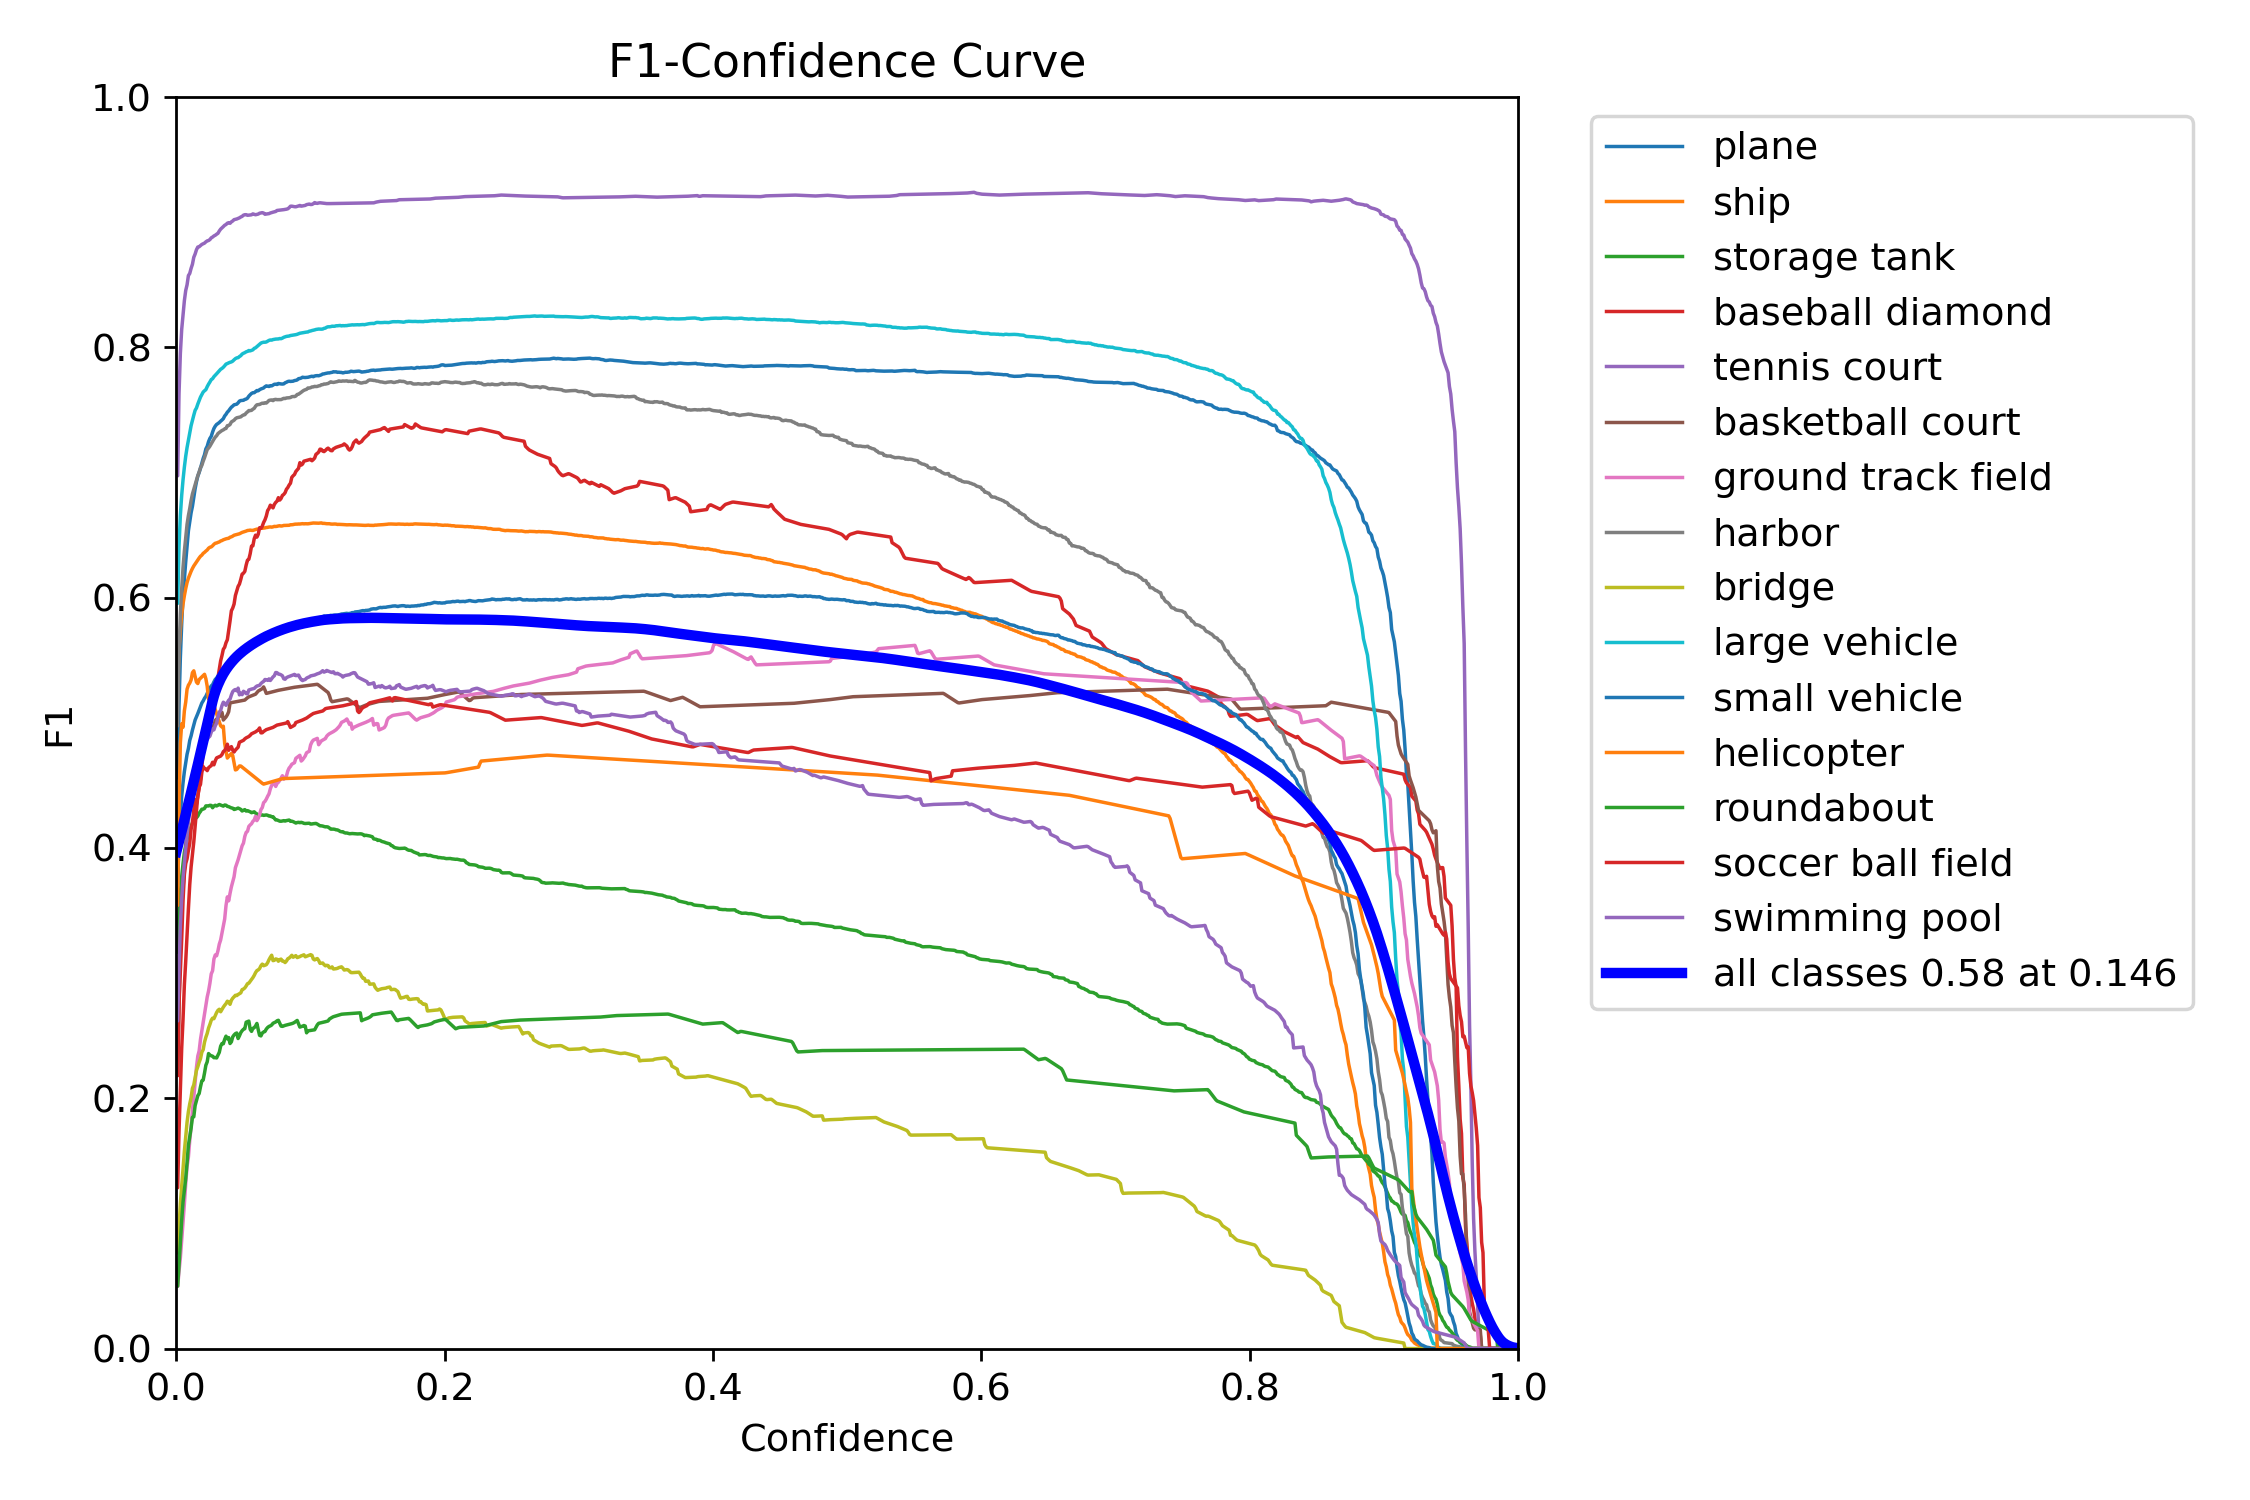 F1-Confidence Curve
1.0
0.8
0.6
0.4
0.2
0.0
F1
0.0 0.2 0.4 0.6 0.8 1.0
Confidence
plane
ship
storage tank
baseball diamond
tennis court
basketball court
ground track field
harbor
bridge
large vehicle
small vehicle
helicopter
roundabout
soccer ball field
swimming pool
all classes 0.58 at 0.146